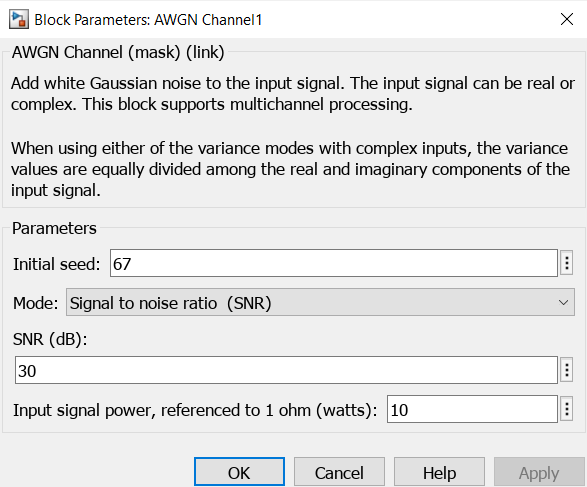 Block Parameters: AWGN Channel1
AWGN Channel (mask) (link)
Add white Gaussian noise to the input signal. The input signal can be real or
complex. This block supports multichannel processing.
When using either of the variance modes with complex inputs, the variance
values are equally divided among the real and imaginary components of the
input signal.
Parameters
Initial seed: 67
Mode: Signal to noise ratio  (SNR)
SNR (dB):
30
Input signal power, referenced to 1 ohm (watts): 10
OK Cancel Help Apply